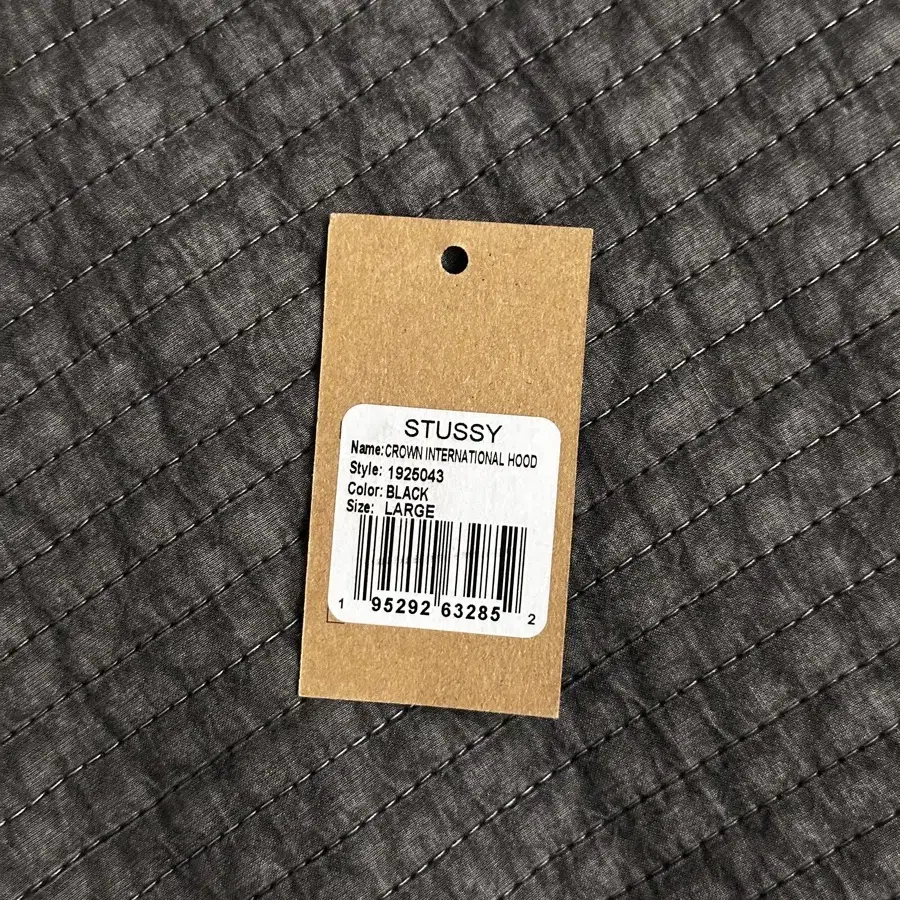 STUSSY
Name: CROWN INTERNATIONAL HOOD
Style: 1925043
Color: BLACK
Size: LARGE
1 95292 63285 2